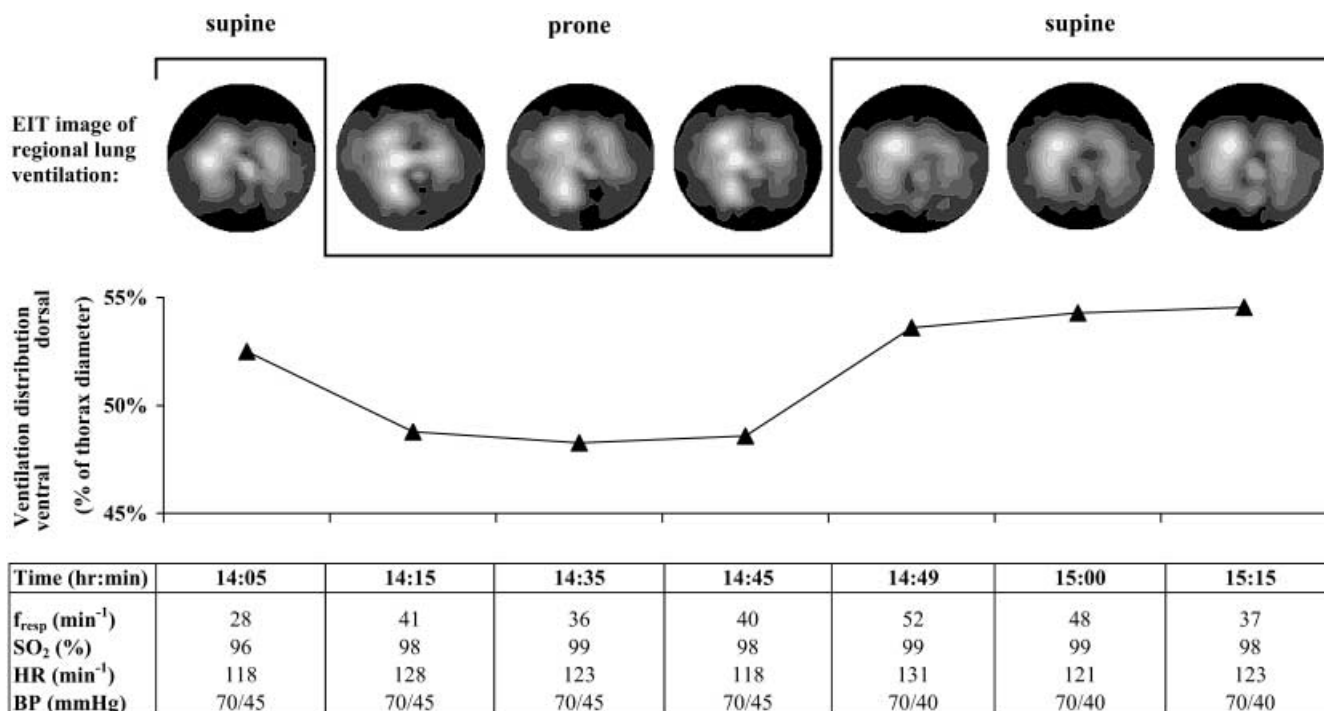 supine prone supine
EIT image of
regional lung
ventilation:
Ventilation distribution
ventral dorsal
(% of thorax diameter)
55%
50%
45%
Time (hr:min) 14:05 14:15 14:35 14:45 14:49 15:00 15:15
fresp (min-1) 28 41 36 40 52 48 37
SO2 (%) 96 98 99 98 99 99 98
HR (min-1) 118 128 123 118 131 121 123
BP (mmHg) 70/45 70/45 70/45 70/45 70/40 70/40 70/40